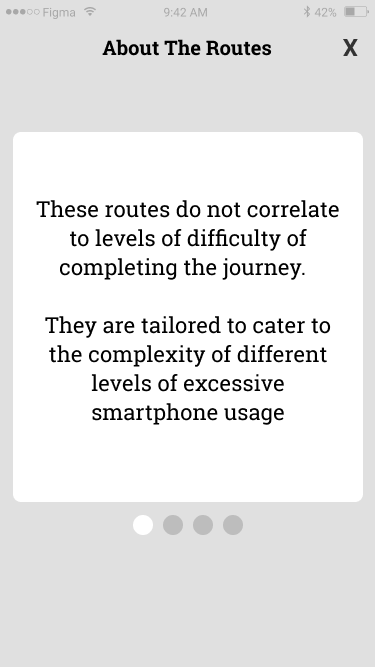 Figma 9:42 AM 42%
About The Routes X
These routes do not correlate
to levels of difficulty of
completing the journey.
They are tailored to cater to
the complexity of different
levels of excessive
smartphone usage